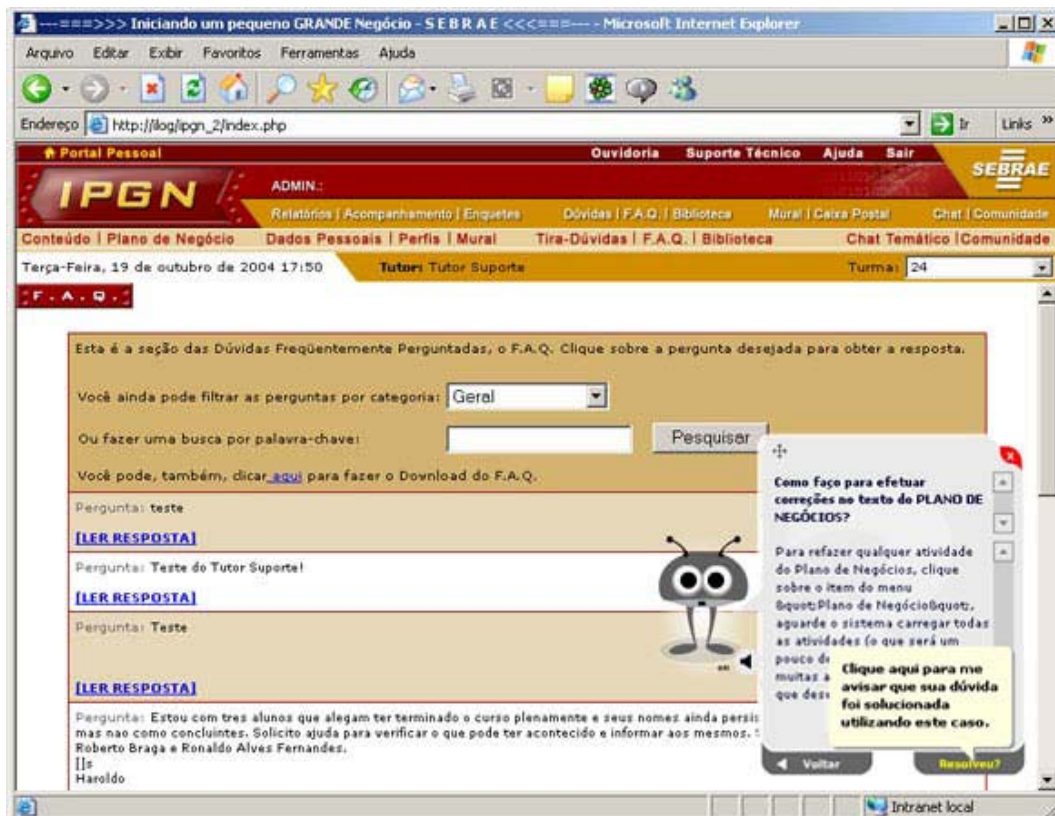 ---===>>> Iniciando um pequeno GRANDE Negócio - S E B R A E <<<===---- - Microsoft Internet Explorer
Arquivo Editar Exibir Favoritos Ferramentas Ajuda
Endereço http://ilog/ipgn_2/index.php Ir Links »
Portal Pessoal Ouvidoria Suporte Técnico Ajuda Sair
SEBRAE
IPGN ADMIN.:
Relatórios | Acompanhamento | Enquetes Dúvidas | F.A.Q. | Biblioteca Mural | Caixa Postal Chat | Comunidade
Conteúdo | Plano de Negócio Dados Pessoais | Perfis | Mural Tira-Dúvidas | F.A.Q. | Biblioteca Chat Temático |Comunidade
Terça-Feira, 19 de outubro de 2004 17:50 Tutor: Tutor Suporte Turma: 24
F.A.Q.
Esta é a seção das Dúvidas Freqüentemente Perguntadas, o F.A.Q. Clique sobre a pergunta desejada para obter a resposta.
Você ainda pode filtrar as perguntas por categoria: Geral
Ou fazer uma busca por palavra-chave: Pesquisar
Você pode, também, clicar aqui para fazer o Download do F.A.Q.
Pergunta: teste
[LER RESPOSTA]
Pergunta: Teste do Tutor Suporte!
[LER RESPOSTA]
Pergunta: Teste
[LER RESPOSTA]
Pergunta: Estou com tres alunos que alegam ter terminado o curso plenamente e seus nomes ainda persis
mas nao como concluintes. Solicito ajuda para verificar o que pode ter acontecido e informar aos mesmos.
Roberto Braga e Ronaldo Alves Fernandes.
[]s
Haroldo
Como faço para efetuar
correções no texto do PLANO DE
NEGÓCIOS?
Para refazer qualquer atividade
do Plano de Negócios, clique
sobre o item do menu
&quot;Plano de Negócio&quot;,
aguarde o sistema carregar todas
as atividades (o que será um
pouco de
muitas a
que des
Clique aqui para me
avisar que sua dúvida
foi solucionada
utilizando este caso.
Voltar Resolveu?
Intranet local